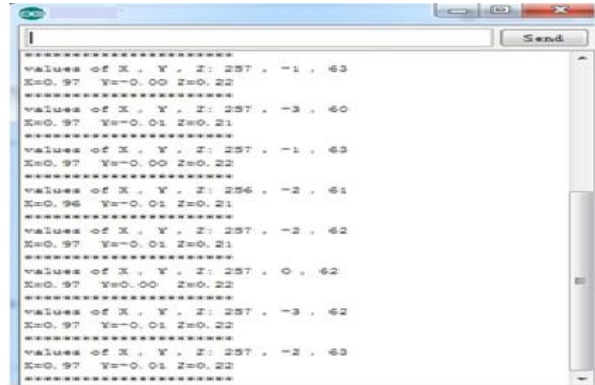 Send
**********************
values of X , Y , Z: 257 , -1 , 63
X=0.97 Y=-0.00 Z=0.22
**********************
values of X , Y , Z: 257 , -3 , 60
X=0.97 Y=-0.01 Z=0.21
**********************
values of X , Y , Z: 257 , -1 , 63
X=0.97 Y=-0.00 Z=0.22
**********************
values of X , Y , Z: 256 , -2 , 61
X=0.96 Y=-0.01 Z=0.21
**********************
values of X , Y , Z: 257 , -2 , 62
X=0.97 Y=-0.01 Z=0.21
**********************
values of X , Y , Z: 257 , 0 , 62
X=0.97 Y=0.00 Z=0.22
**********************
values of X , Y , Z: 257 , -3 , 62
X=0.97 Y=-0.01 Z=0.22
**********************
values of X , Y , Z: 257 , -2 , 63
X=0.97 Y=-0.01 Z=0.22
**********************